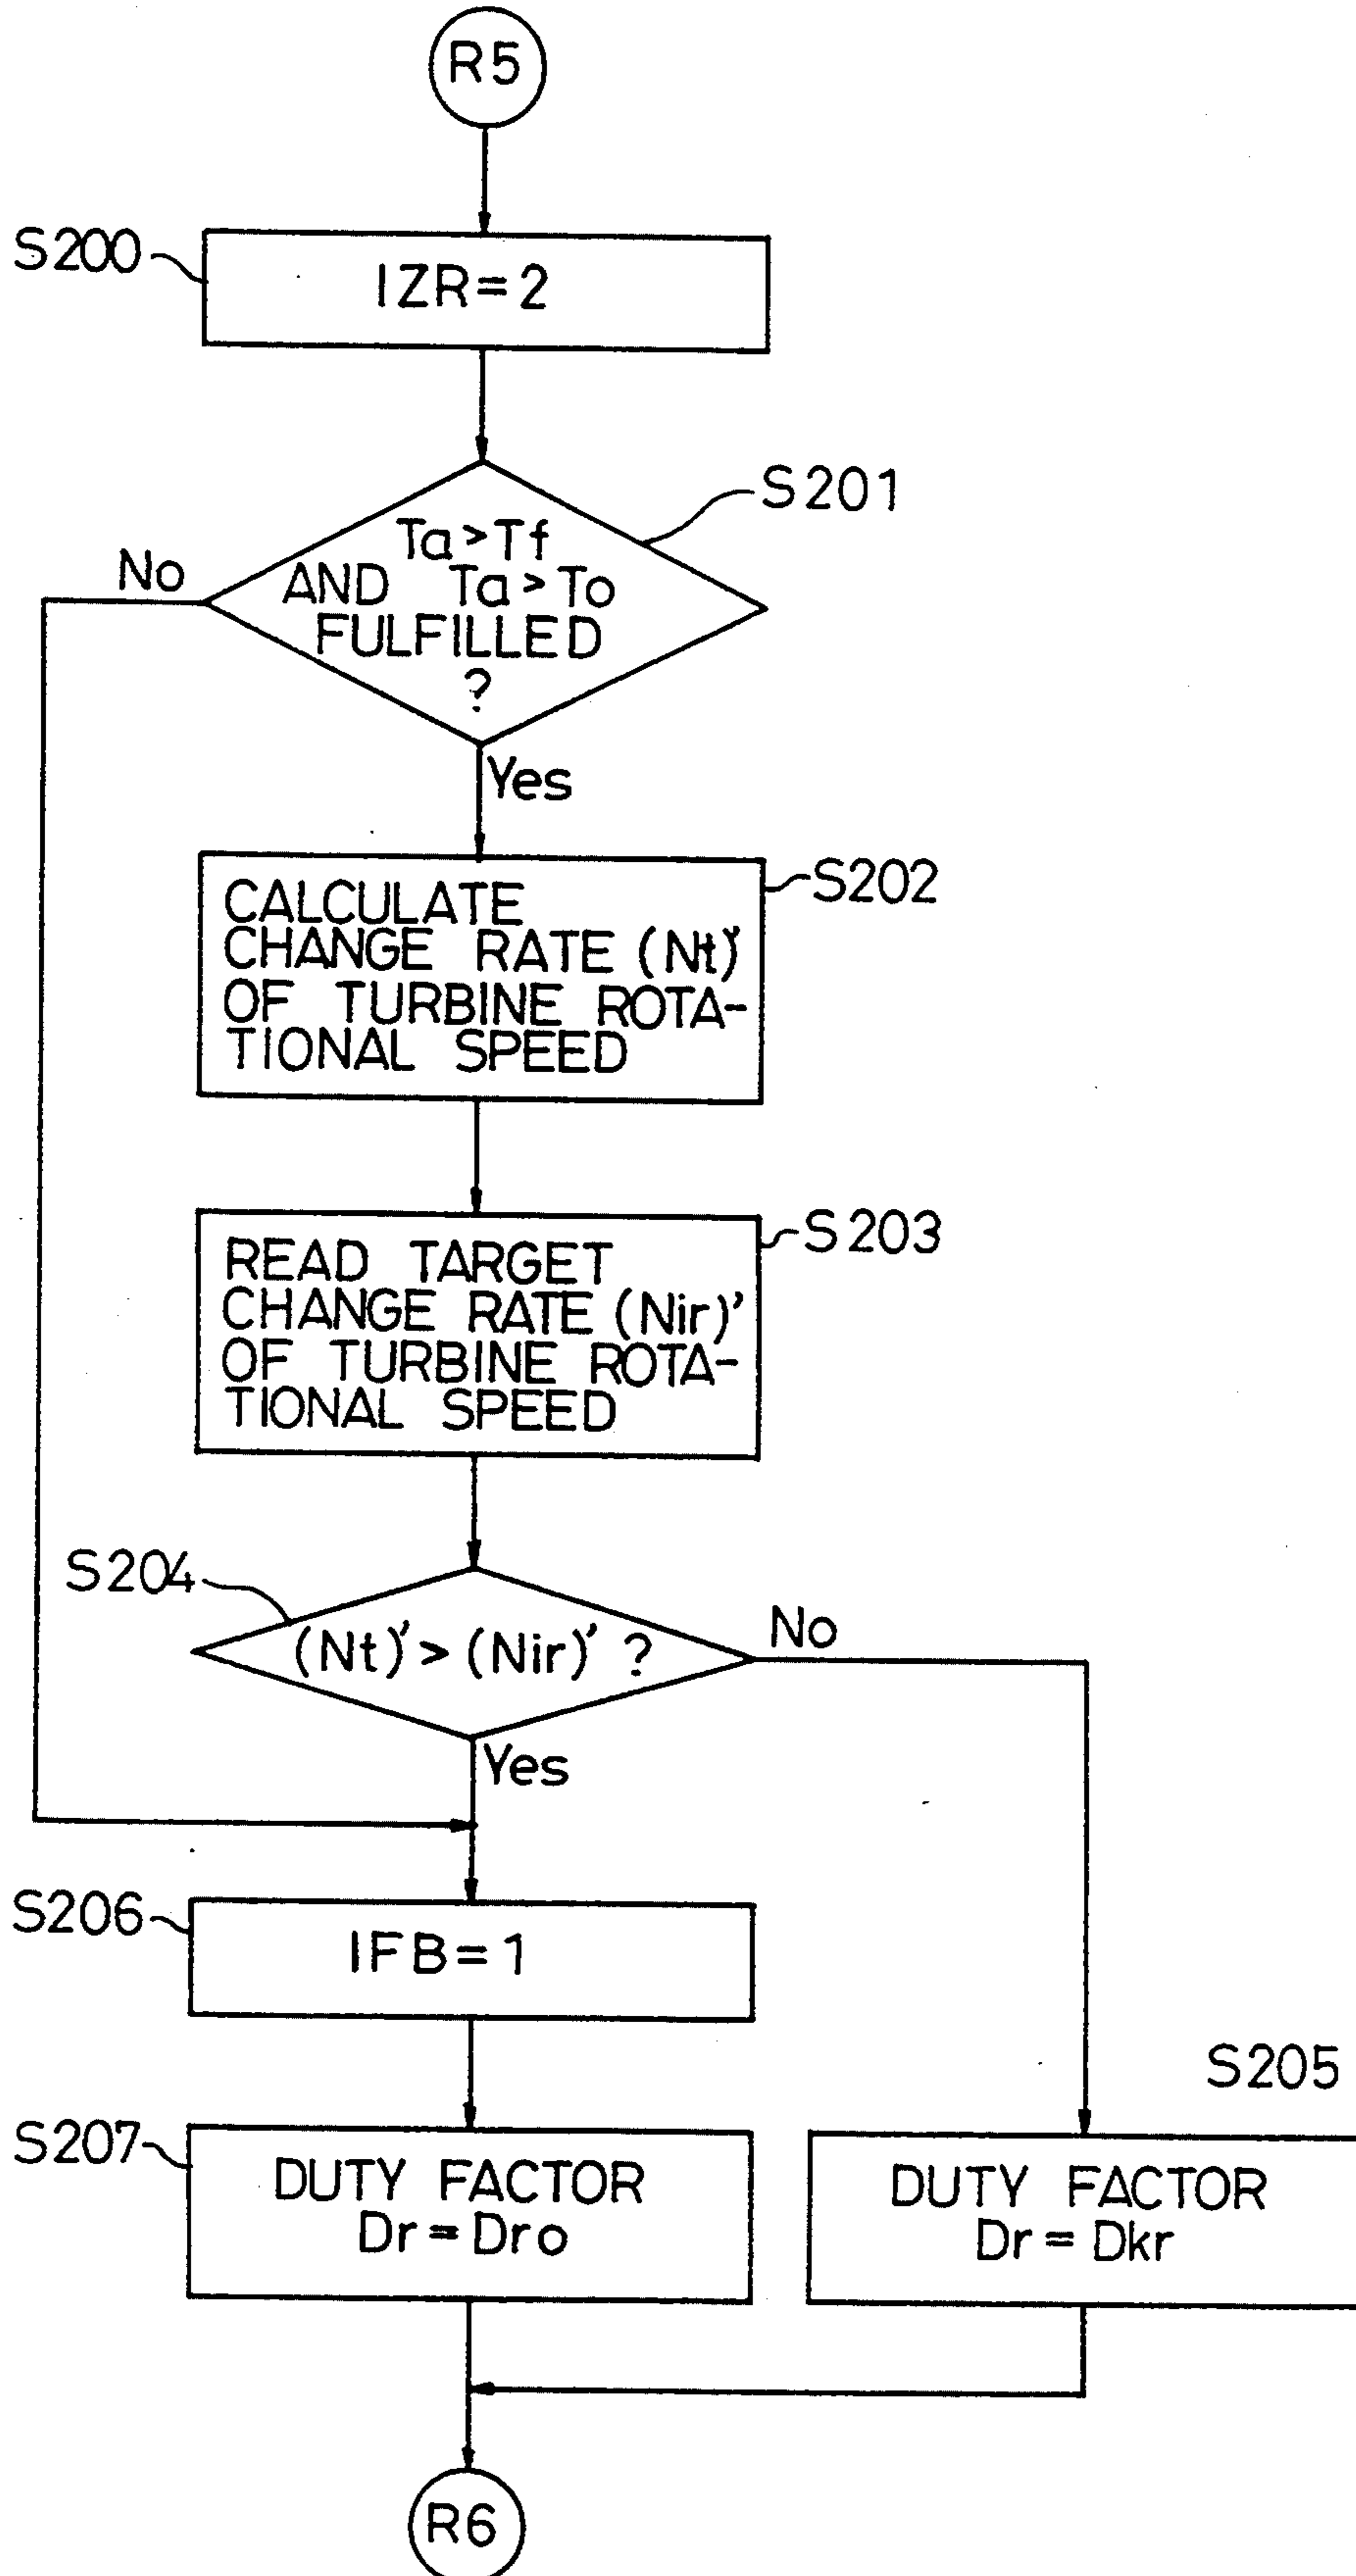 R5
S200
IZR=2
S201
Ta>Tf
No
AND Ta>To
FULFILLED
?
Yes
S202
CALCULATE
CHANGE RATE (Nt)'
OF TURBINE ROTA-
TIONAL SPEED
S203
READ TARGET
CHANGE RATE (Nir)'
OF TURBINE ROTA-
TIONAL SPEED
S204
(Nt)' > (Nir)' ?
No
Yes
S206
IFB=1
S205
S207
DUTY FACTOR
Dr = Dro
DUTY FACTOR
Dr = Dkr
R6